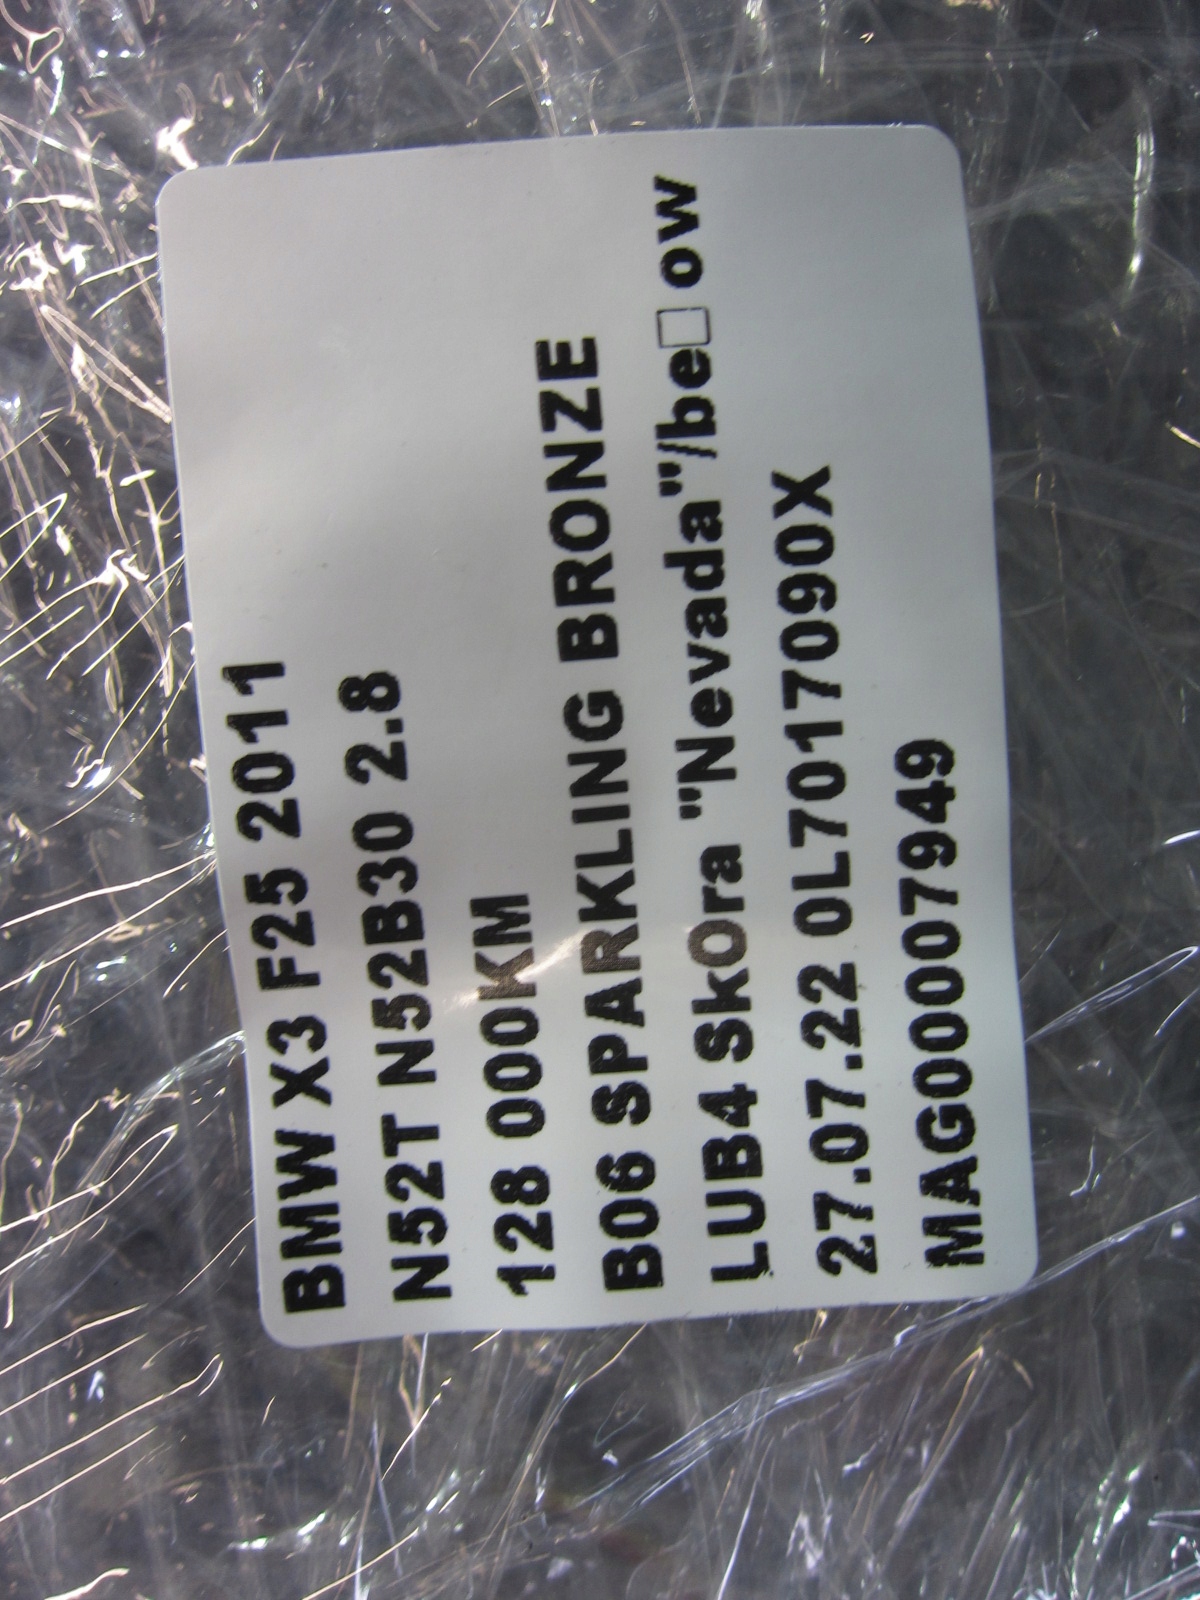 BMW X3 F25 2011
N52T N52B30 2.8
128 000KM
B06 SPARKLING BRONZE
LUB4 SkOra "Nevada"/be□ow
27.07.22 0L7017090X
MAG00007949